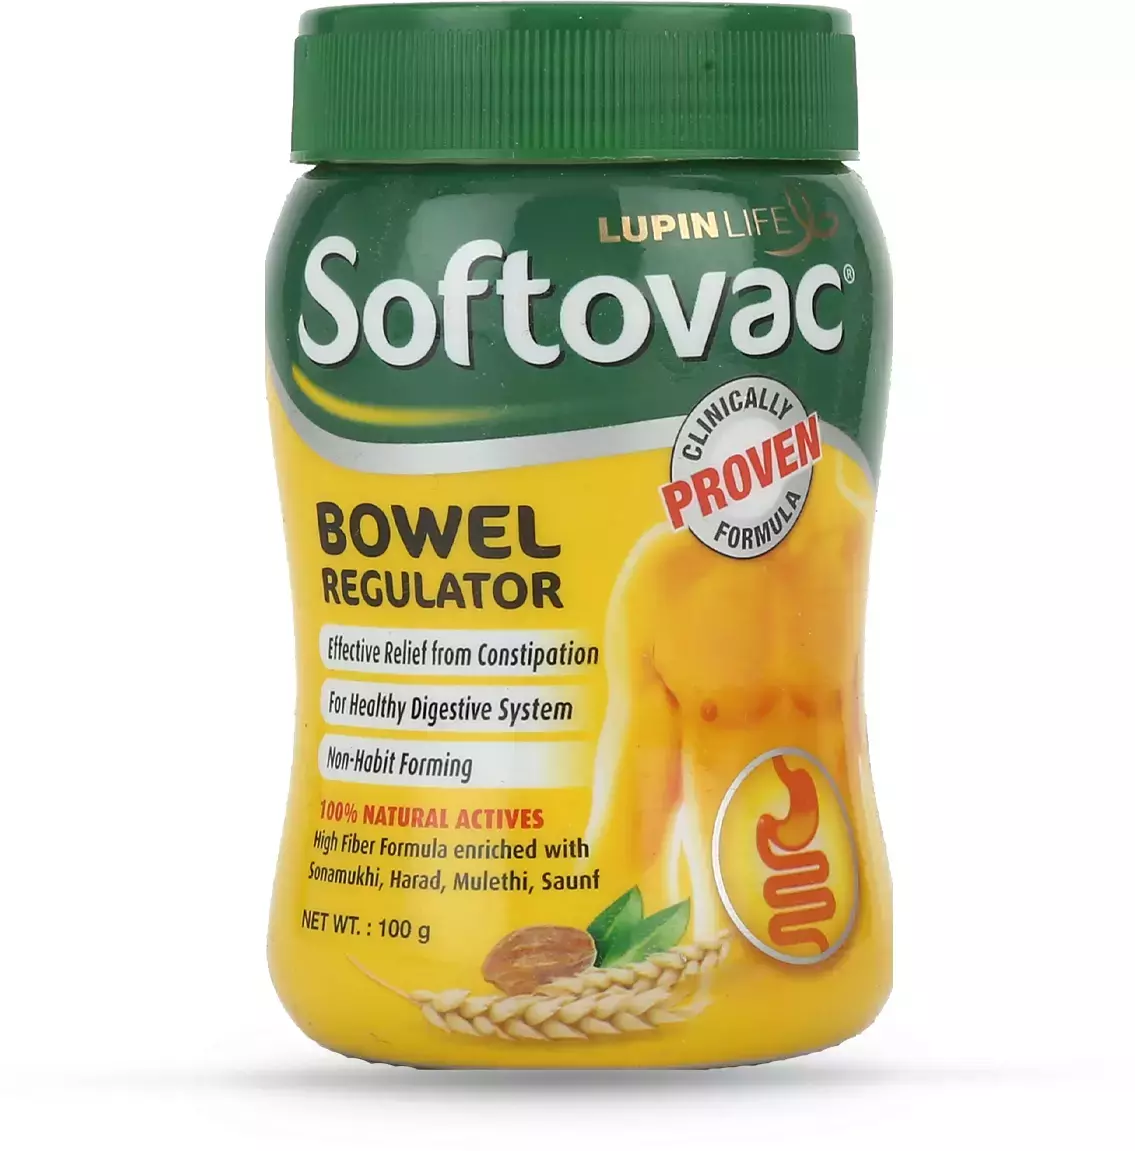 LUPIN LIFE
Softovac®
CLINICALLY
PROVEN
FORMULA
BOWEL
REGULATOR
Effective Relief from Constipation
For Healthy Digestive System
Non-Habit Forming
100% NATURAL ACTIVES
High Fiber Formula enriched with
Sonamukhi, Harad, Mulethi, Saunf
NET WT. : 100 g